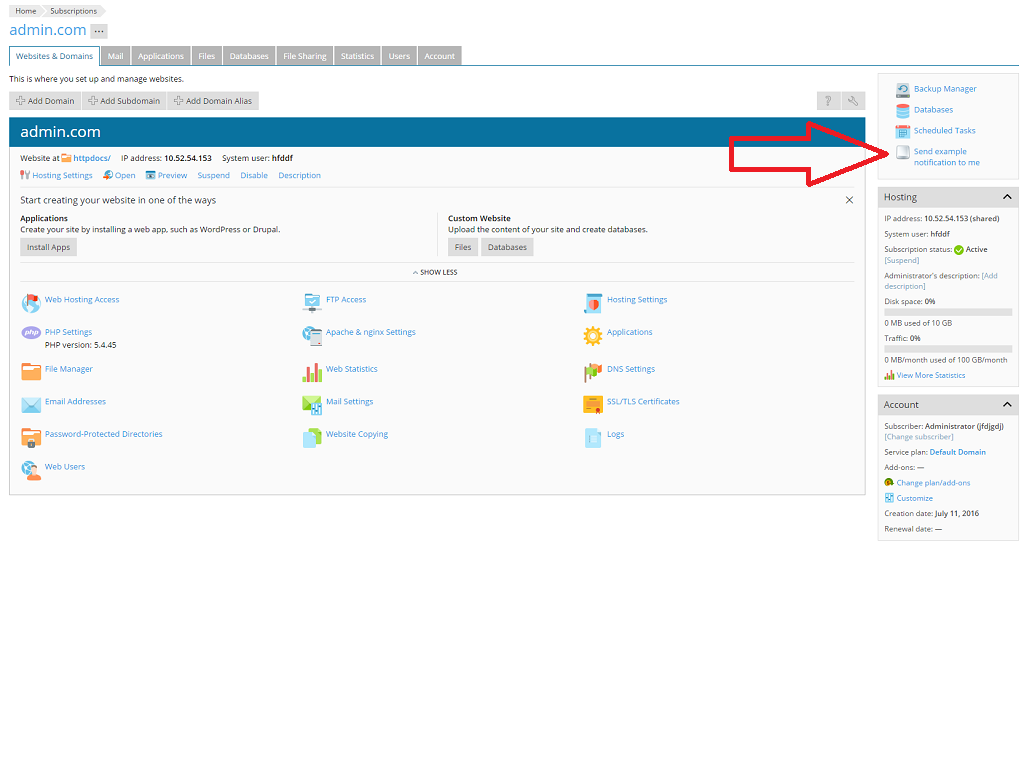 Home Subscriptions
admin.com ...
Websites & Domains Mail Applications Files Databases File Sharing Statistics Users Account
This is where you set up and manage websites.
Add Domain Add Subdomain Add Domain Alias ?
admin.com
Website at httpdocs/ IP address: 10.52.54.153 System user: hfddf
Hosting Settings Open Preview Suspend Disable Description
Start creating your website in one of the ways
Applications
Create your site by installing a web app, such as WordPress or Drupal.
Install Apps
Custom Website
Upload the content of your site and create databases.
Files Databases
SHOW LESS
Web Hosting Access FTP Access Hosting Settings
php PHP Settings Apache & nginx Settings Applications
PHP version: 5.4.45
File Manager Web Statistics DNS Settings
Email Addresses Mail Settings SSL/TLS Certificates
Password-Protected Directories Website Copying Logs
Web Users
Backup Manager
Databases
Scheduled Tasks
Send example
notification to me
Hosting
IP address: 10.52.54.153 (shared)
System user: hfddf
Subscription status: Active
[Suspend]
Administrator's description: [Add
description]
Disk space: 0%
0 MB used of 10 GB
Traffic: 0%
0 MB/month used of 100 GB/month
View More Statistics
Account
Subscriber: Administrator (jfdjgdj)
[Change subscriber]
Service plan: Default Domain
Add-ons: —
Change plan/add-ons
Customize
Creation date: July 11, 2016
Renewal date: —